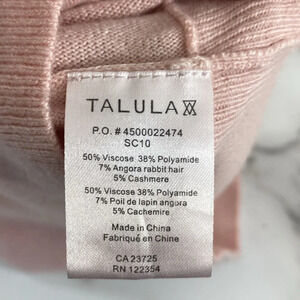 TALULA
P.O. # 4500022474
SC10
50% Viscose 38% Polyamide
7% Angora rabbit hair
5% Cashmere
50% Viscose 38% Polyamide
7% Poil de lapin angora
5% Cachemire
Made in China
Fabriqué en Chine
CA 23725
RN 122354